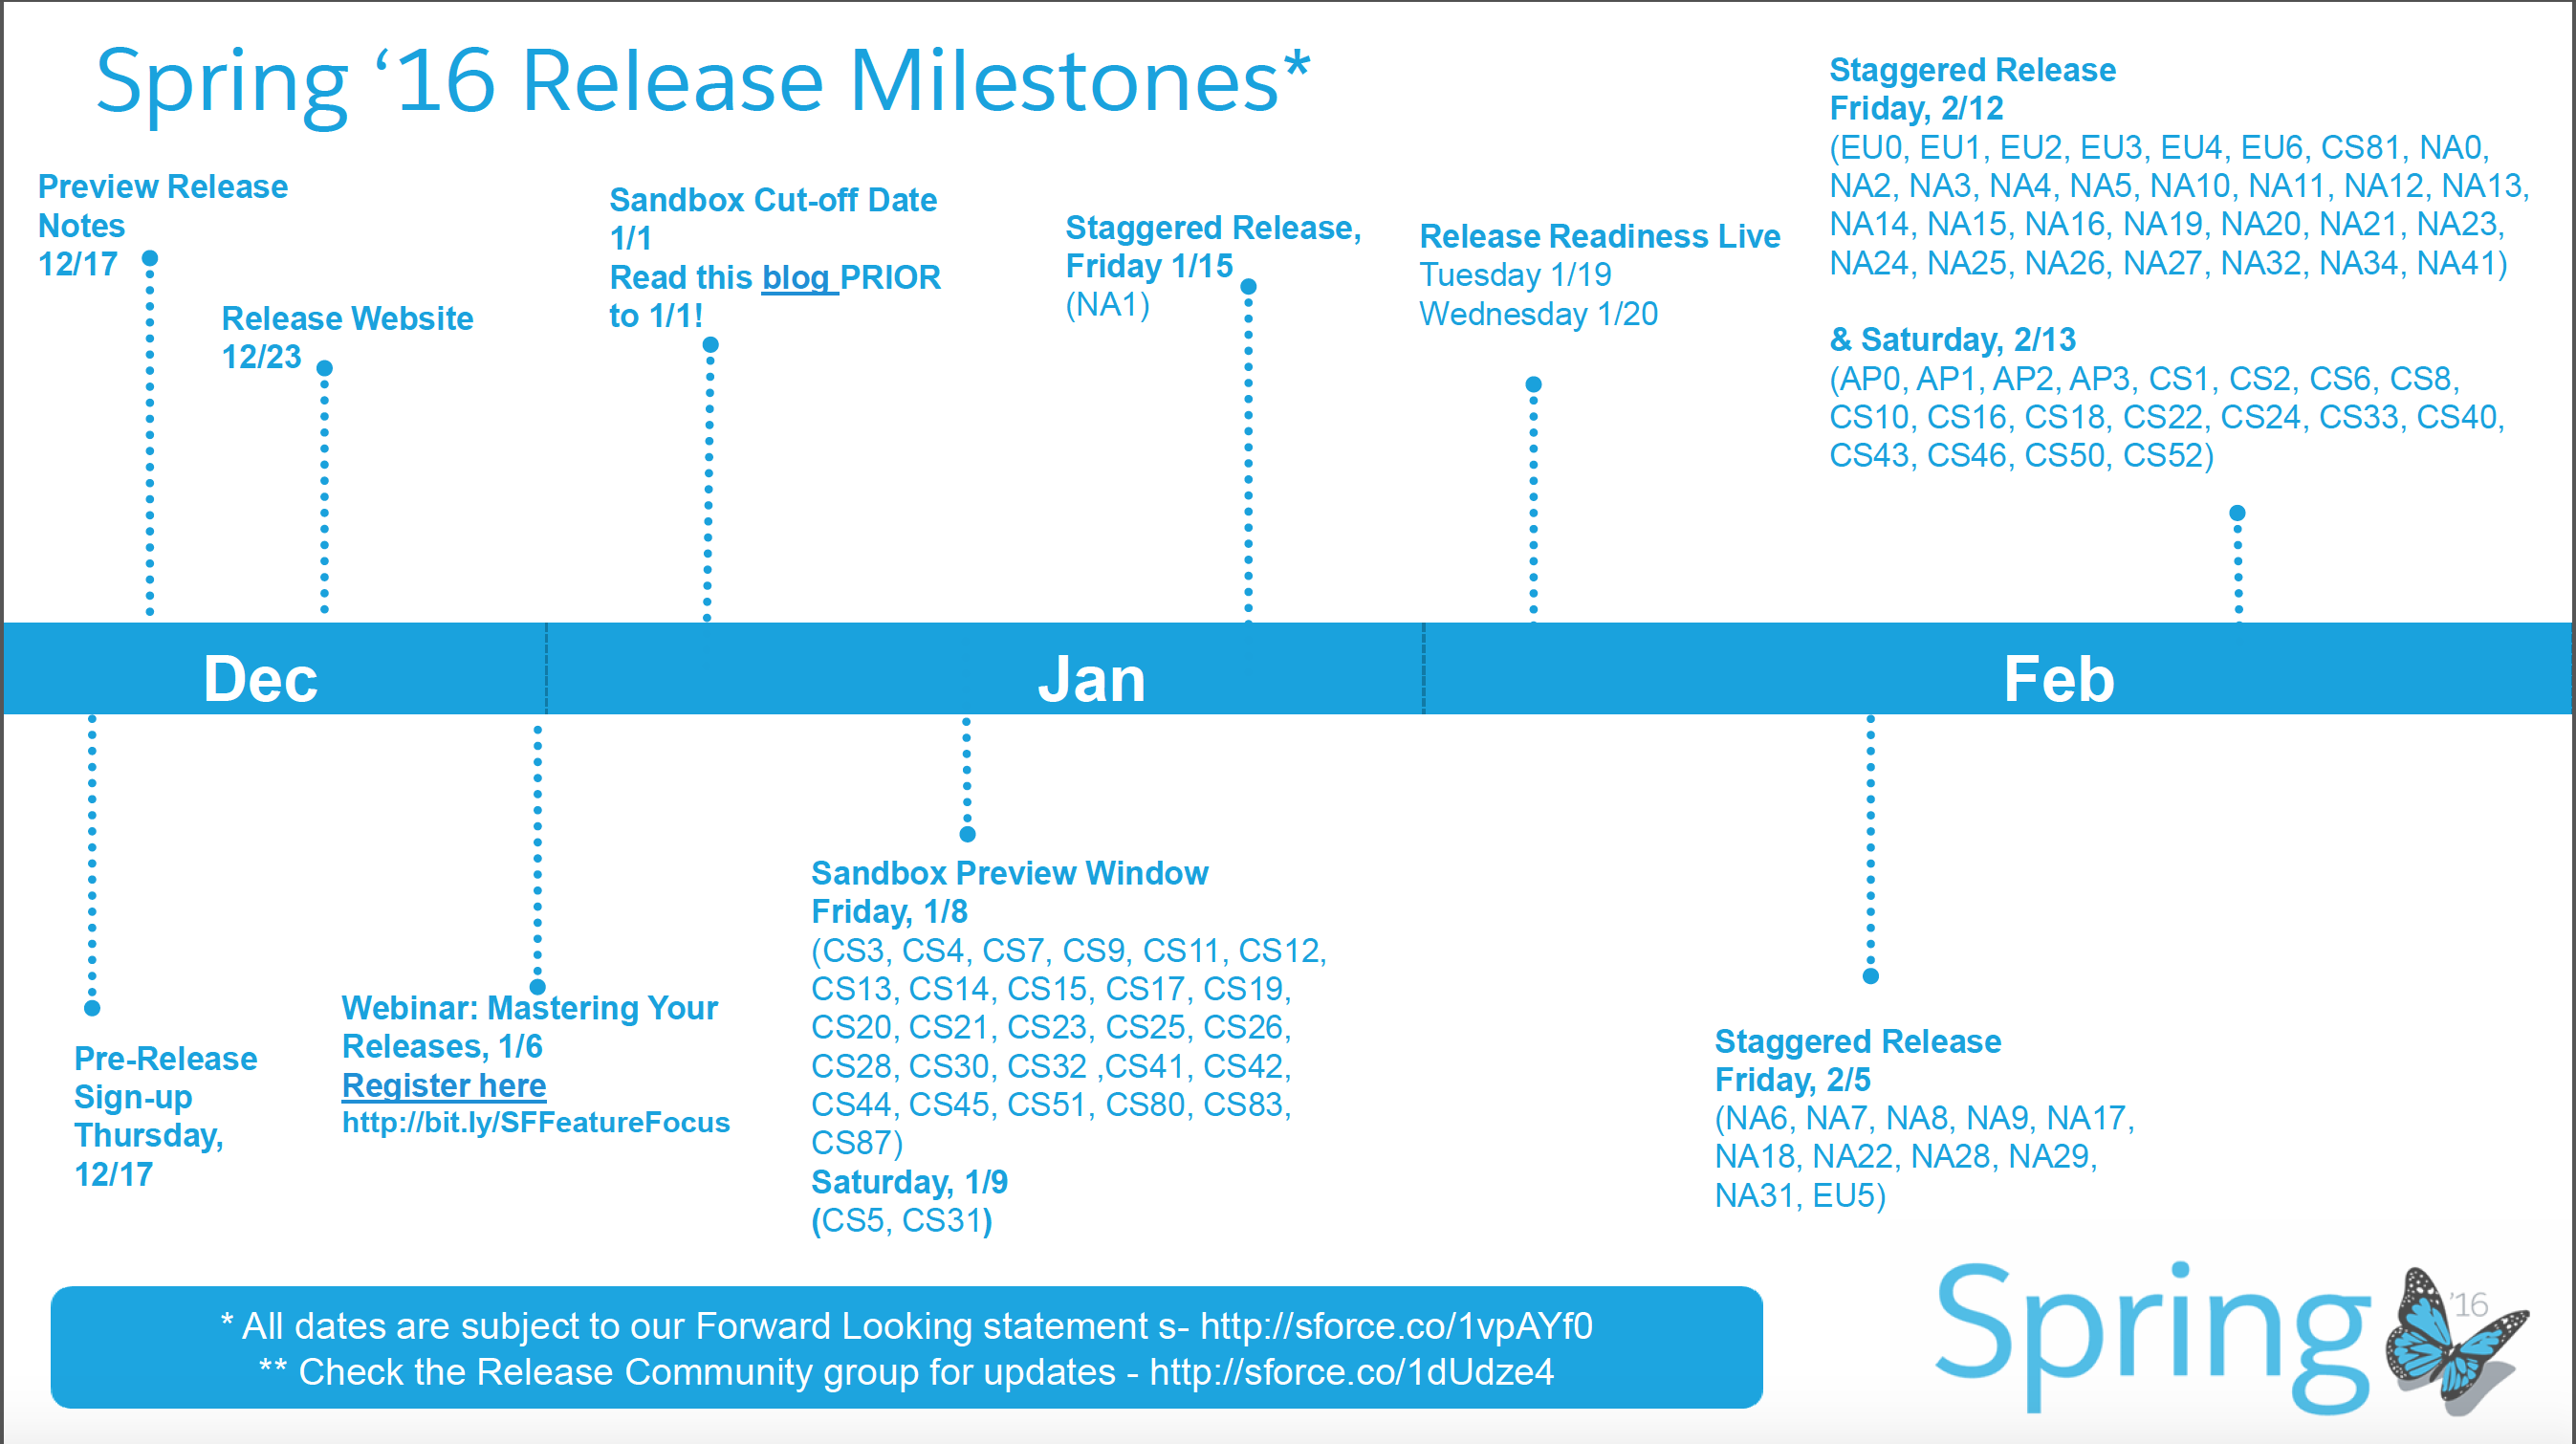 Spring ‘16 Release Milestones*
Preview Release
Notes
12/17
Release Website
12/23
Sandbox Cut-off Date
1/1
Read this blog PRIOR
to 1/1!
Staggered Release,
Friday 1/15
(NA1)
Release Readiness Live
Tuesday 1/19
Wednesday 1/20
Staggered Release
Friday, 2/12
(EU0, EU1, EU2, EU3, EU4, EU6, CS81, NA0,
NA2, NA3, NA4, NA5, NA10, NA11, NA12, NA13,
NA14, NA15, NA16, NA19, NA20, NA21, NA23,
NA24, NA25, NA26, NA27, NA32, NA34, NA41)
& Saturday, 2/13
(AP0, AP1, AP2, AP3, CS1, CS2, CS6, CS8,
CS10, CS16, CS18, CS22, CS24, CS33, CS40,
CS43, CS46, CS50, CS52)
Dec
Jan
Feb
Pre-Release
Sign-up
Thursday,
12/17
Webinar: Mastering Your
Releases, 1/6
Register here
http://bit.ly/SFFeatureFocus
Sandbox Preview Window
Friday, 1/8
(CS3, CS4, CS7, CS9, CS11, CS12,
CS13, CS14, CS15, CS17, CS19,
CS20, CS21, CS23, CS25, CS26,
CS28, CS30, CS32 ,CS41, CS42,
CS44, CS45, CS51, CS80, CS83,
CS87)
Saturday, 1/9
(CS5, CS31)
Staggered Release
Friday, 2/5
(NA6, NA7, NA8, NA9, NA17,
NA18, NA22, NA28, NA29,
NA31, EU5)
* All dates are subject to our Forward Looking statement s- http://sforce.co/1vpAYf0
** Check the Release Community group for updates - http://sforce.co/1dUdze4
Spring ’16